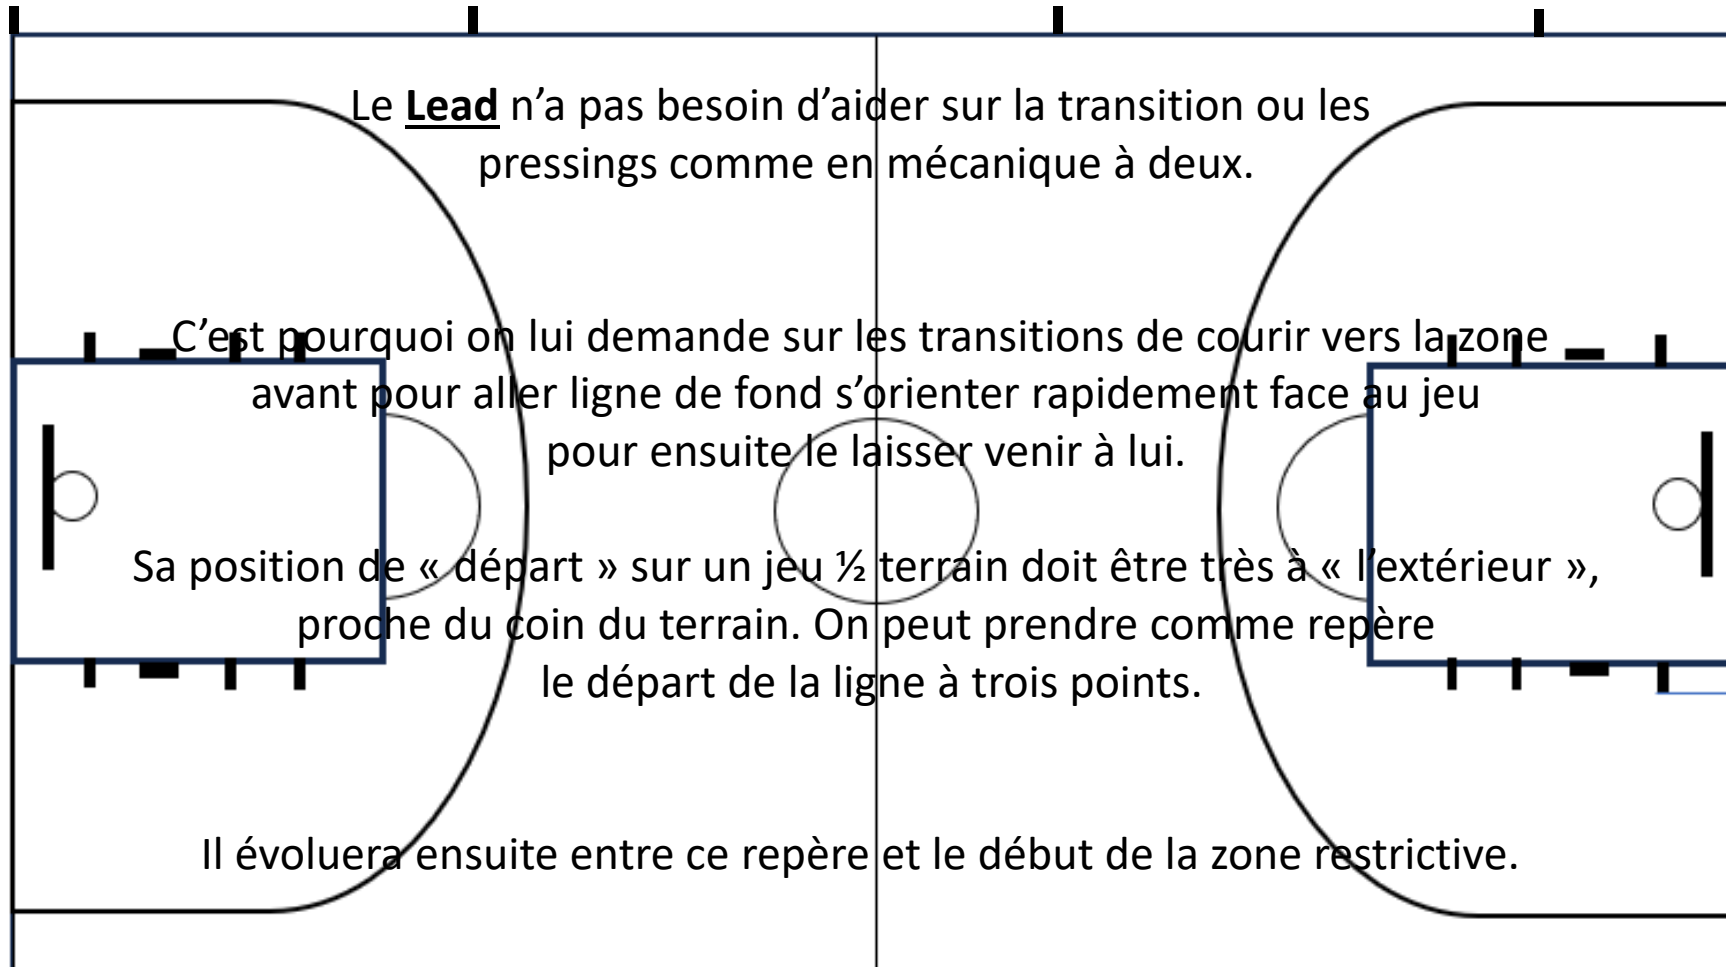 Le Lead n’a pas besoin d’aider sur la transition ou les
pressings comme en mécanique à deux.
C’est pourquoi on lui demande sur les transitions de courir vers la zone
avant pour aller ligne de fond s’orienter rapidement face au jeu
pour ensuite le laisser venir à lui.
Sa position de « départ » sur un jeu ½ terrain doit être très à « l’extérieur »,
proche du coin du terrain. On peut prendre comme repère
le départ de la ligne à trois points.
Il évoluera ensuite entre ce repère et le début de la zone restrictive.